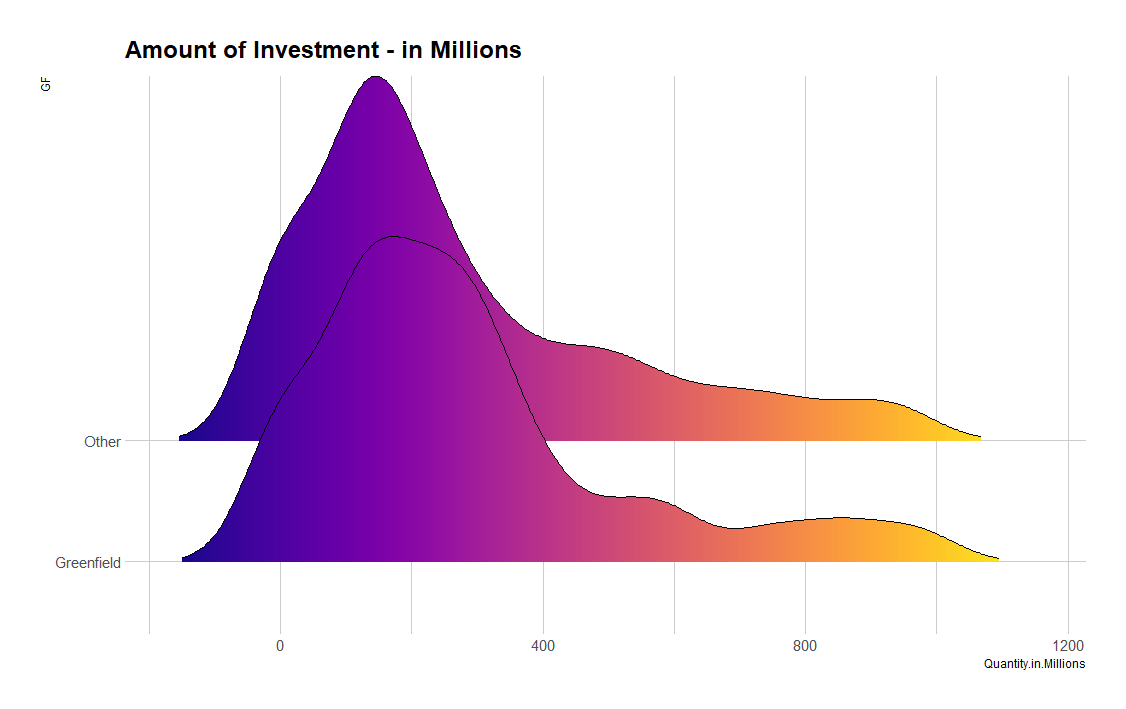 Amount of Investment - in Millions
GF
Other
Greenfield
0 400 800 1200
Quantity.in.Millions